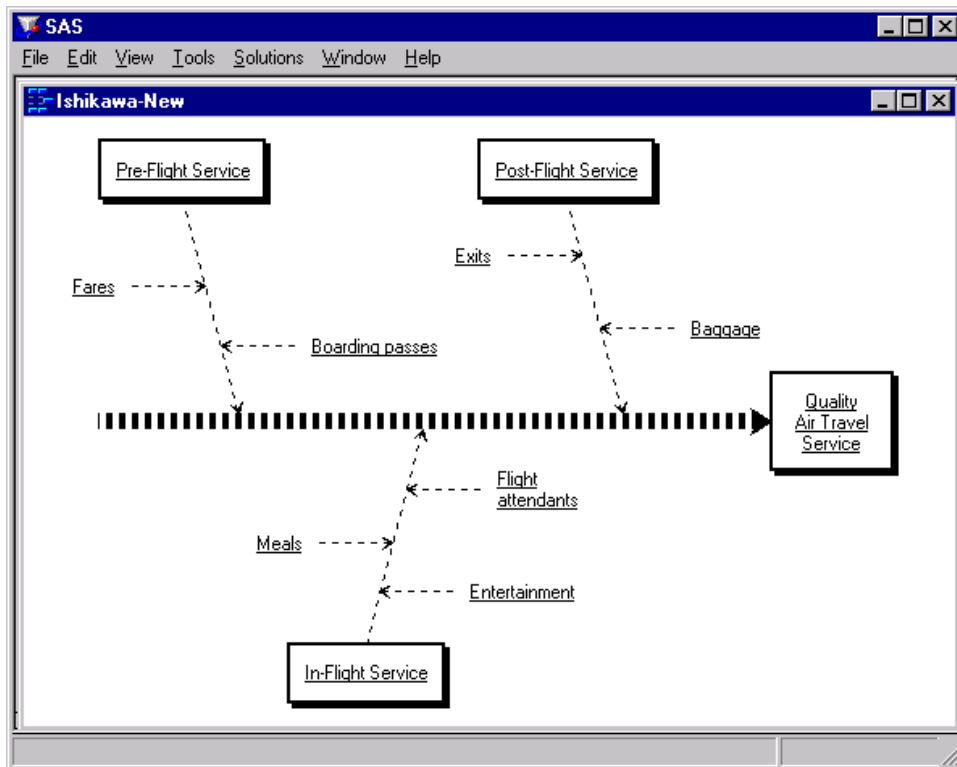 SAS
File Edit View Tools Solutions Window Help
Ishikawa-New
Pre-Flight Service
Post-Flight Service
Exits
Fares
Baggage
Boarding passes
Quality
Air Travel
Service
Flight
attendants
Meals
Entertainment
In-Flight Service